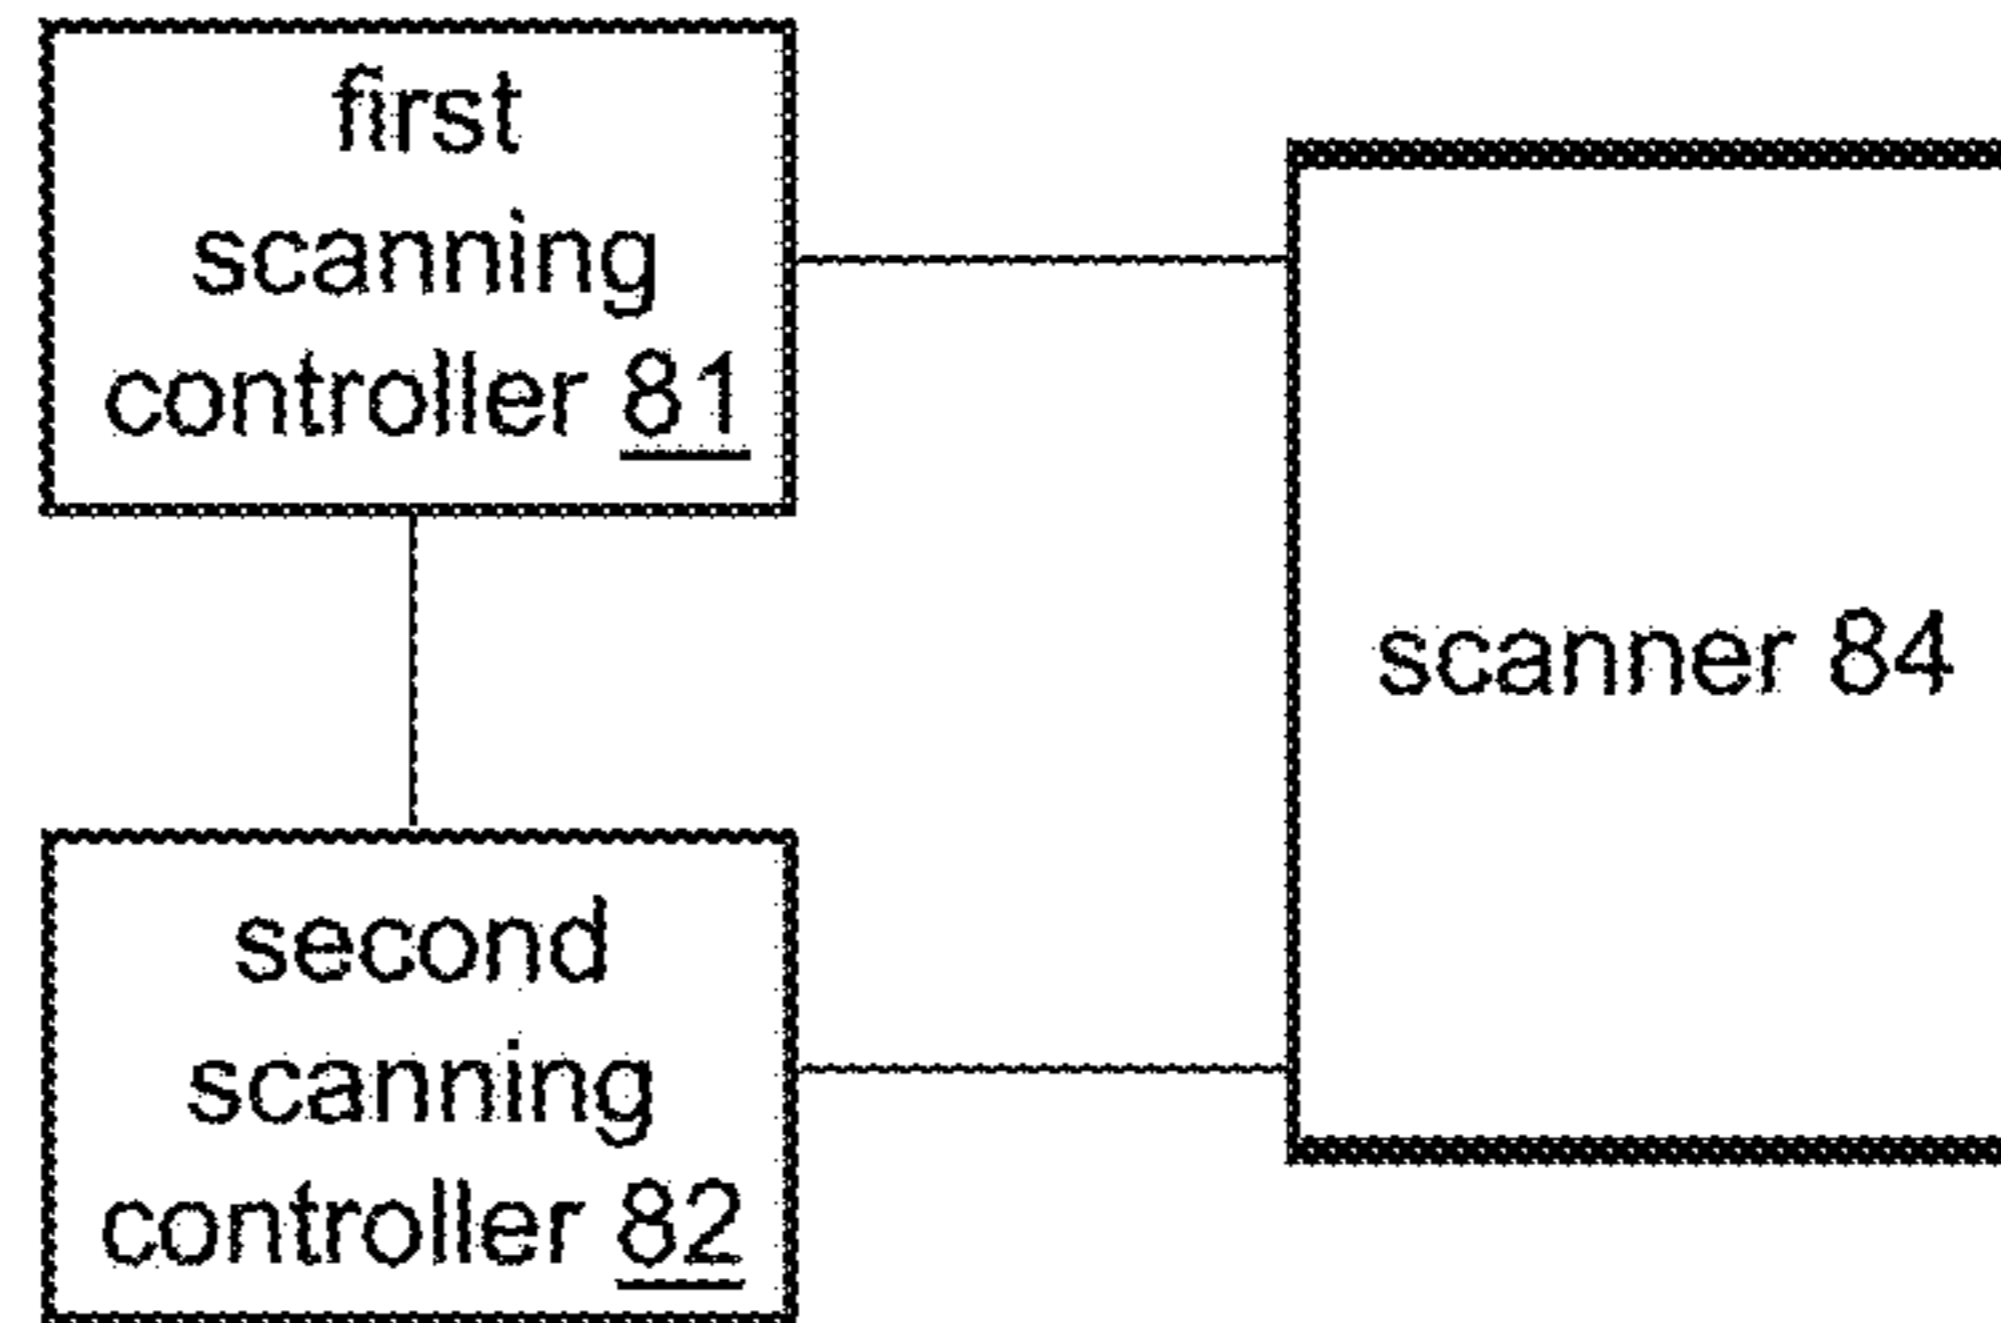 first
scanning
controller 81
scanner 84
second
scanning
controller 82